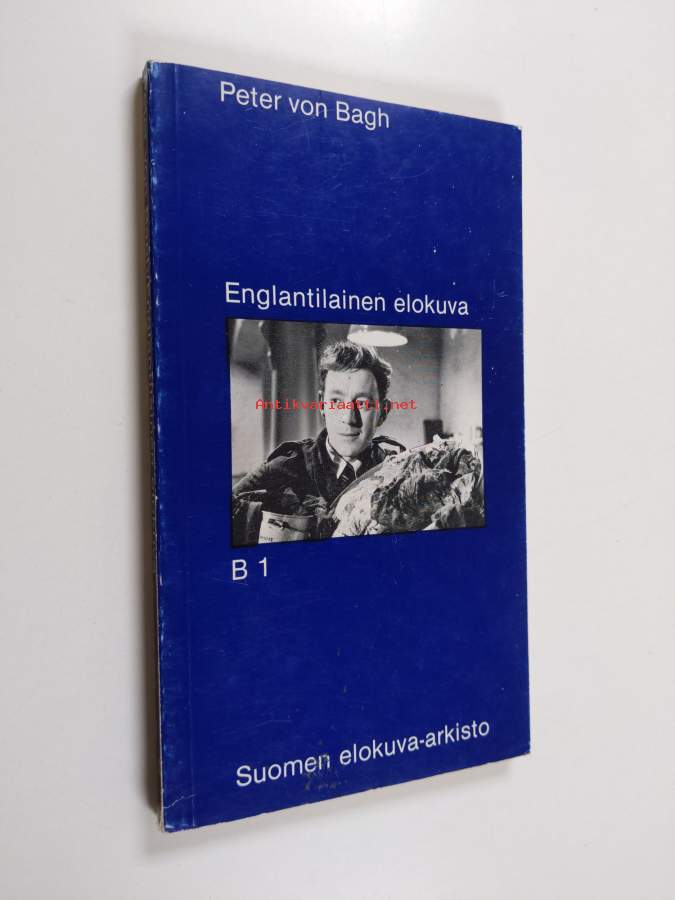 Peter von Bagh
Englantilainen elokuva
Antikvariaatti.net
B 1
Suomen elokuva-arkisto